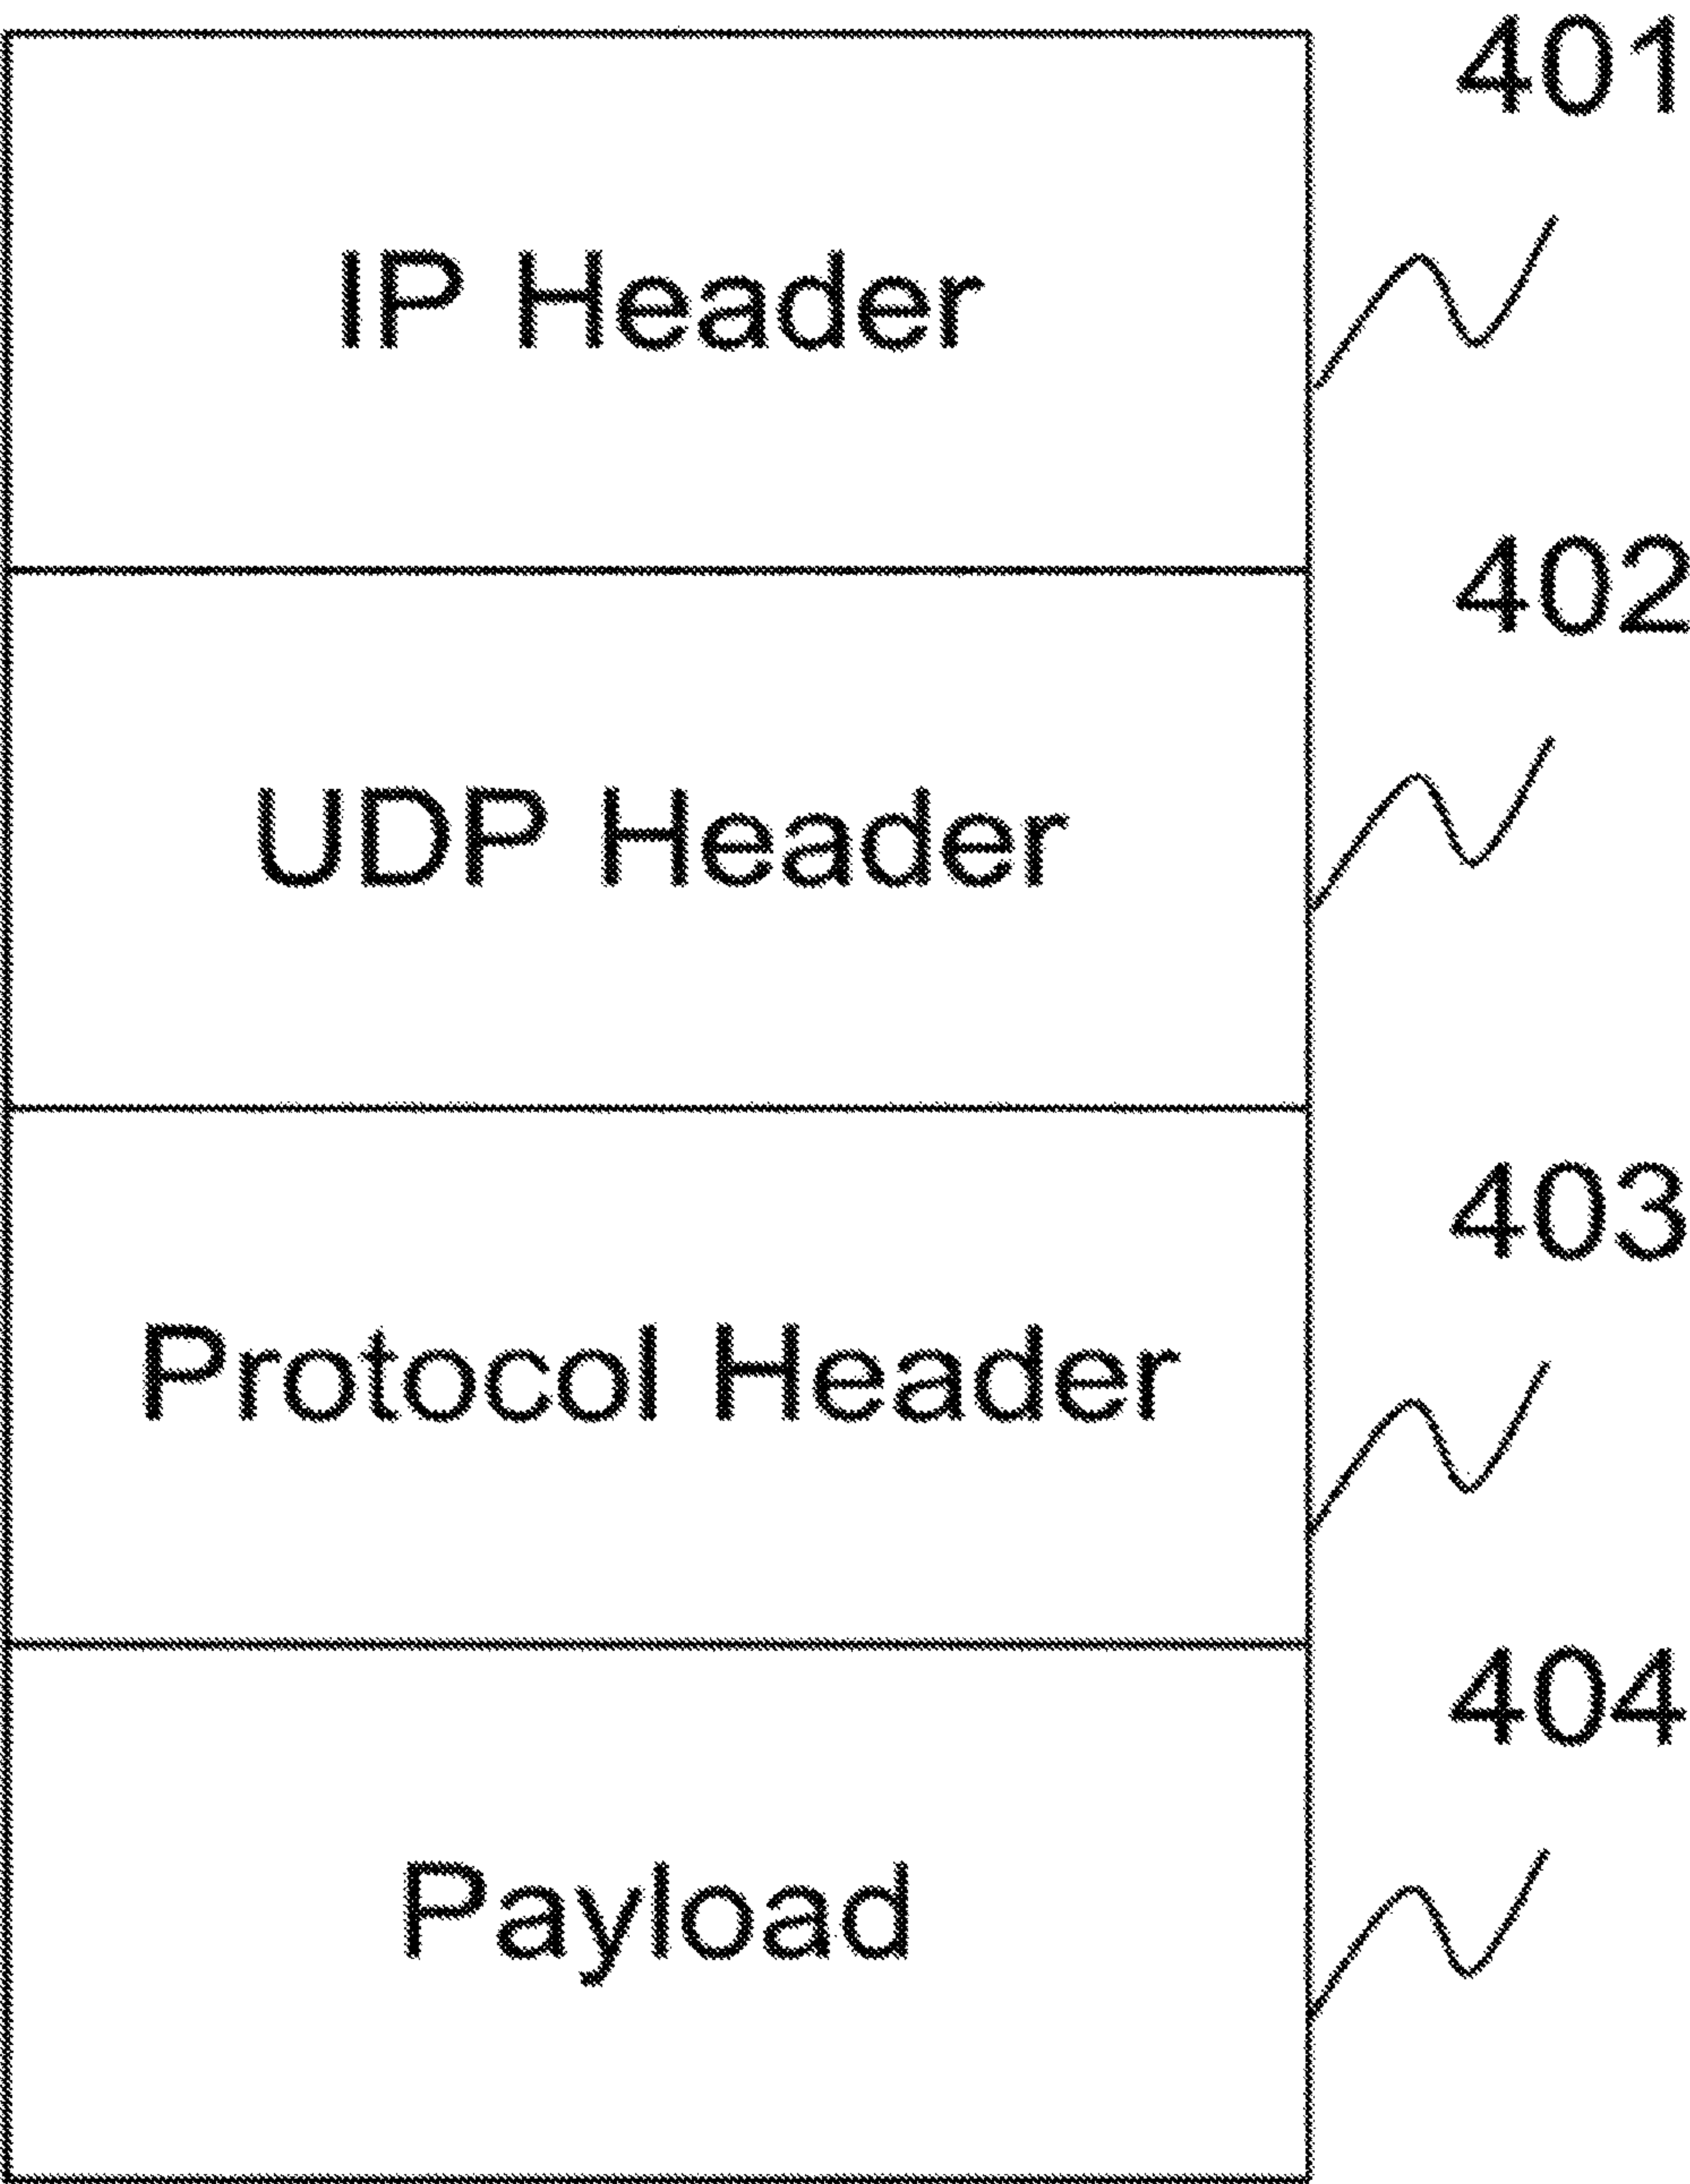 401
IP Header
402
UDP Header
403
Protocol Header
404
Payload